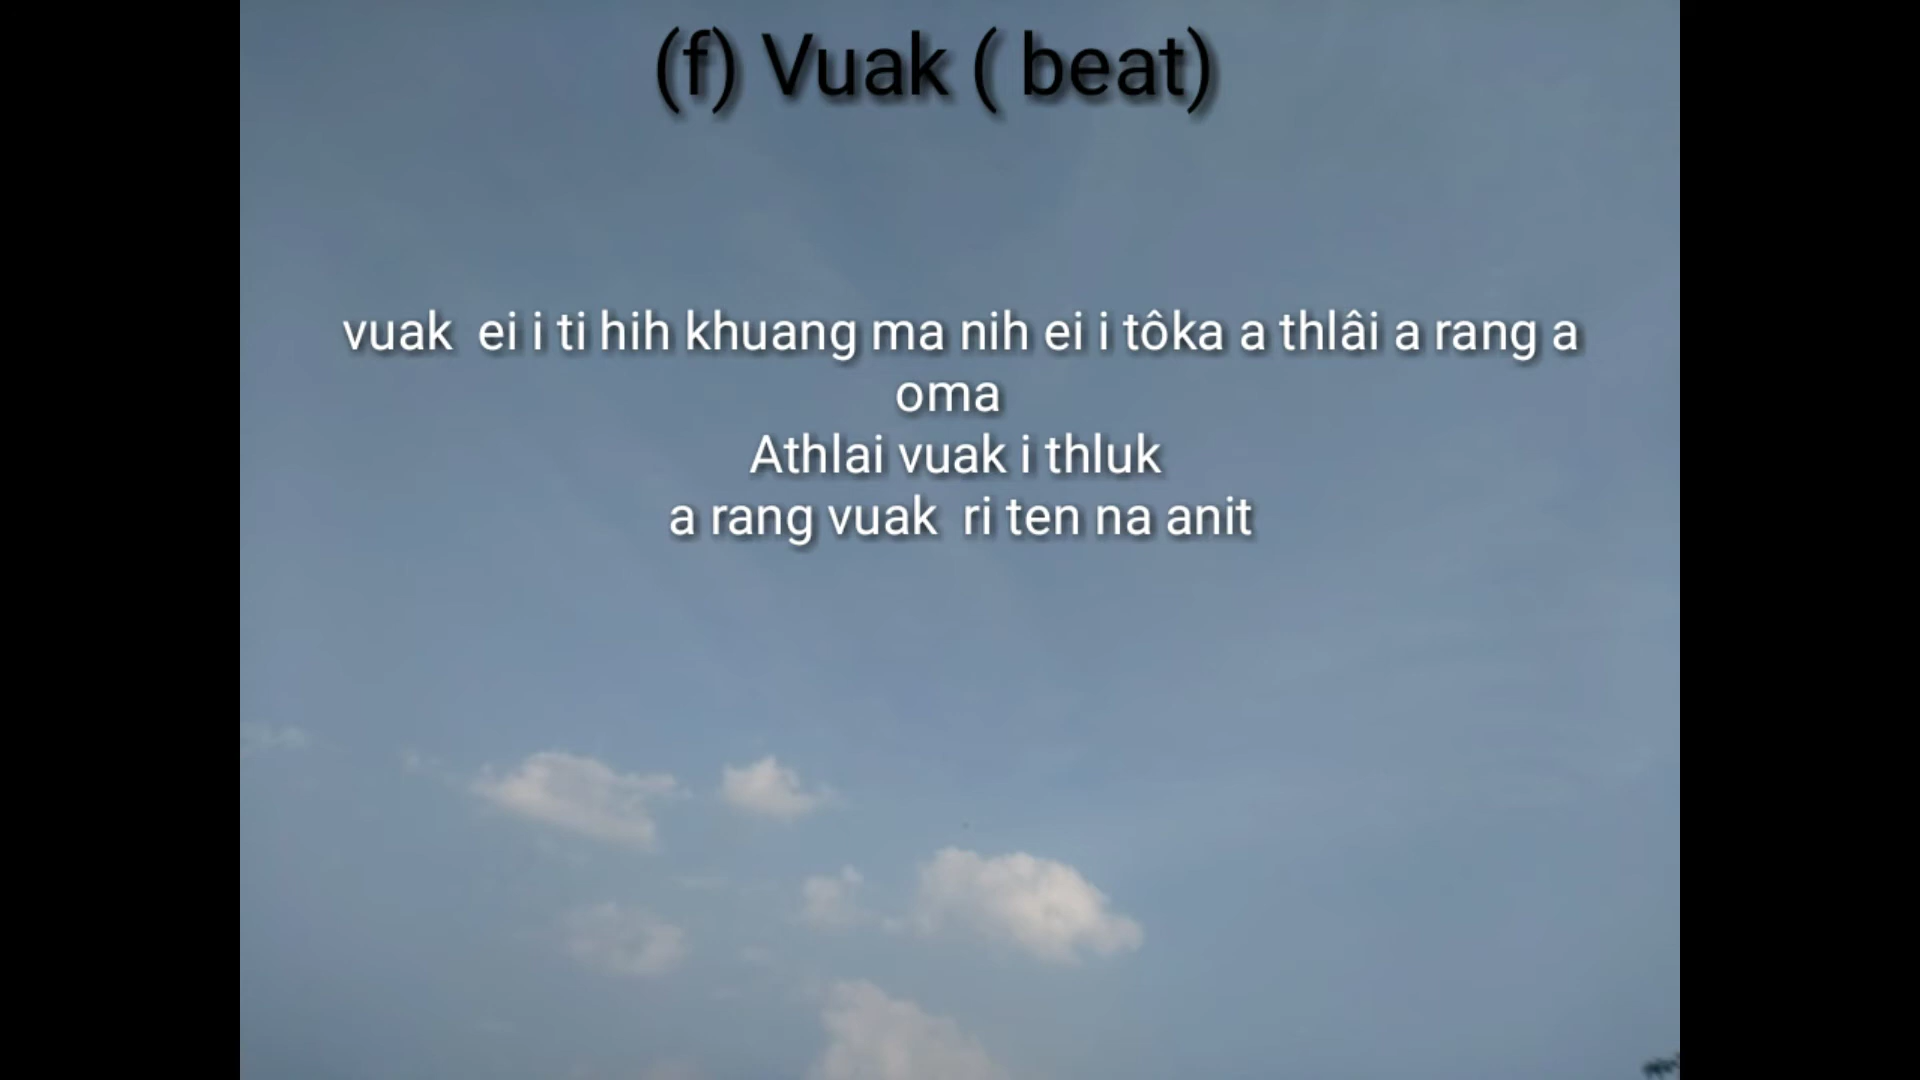 (f) Vuak ( beat)
vuak  ei i ti hih khuang ma nih ei i tôka a thlâi a rang a
oma
Athlai vuak i thluk
a rang vuak  ri ten na anit